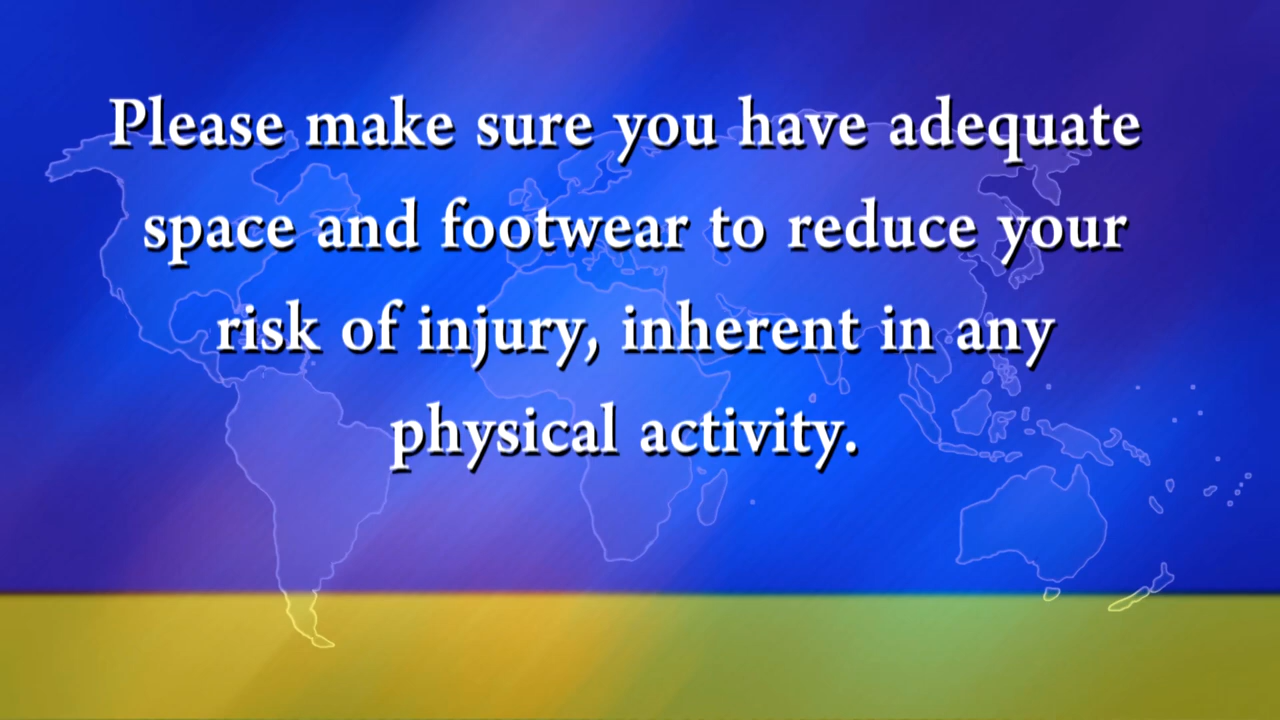 Please make sure you have adequate
space and footwear to reduce your
risk of injury, inherent in any
physical activity.